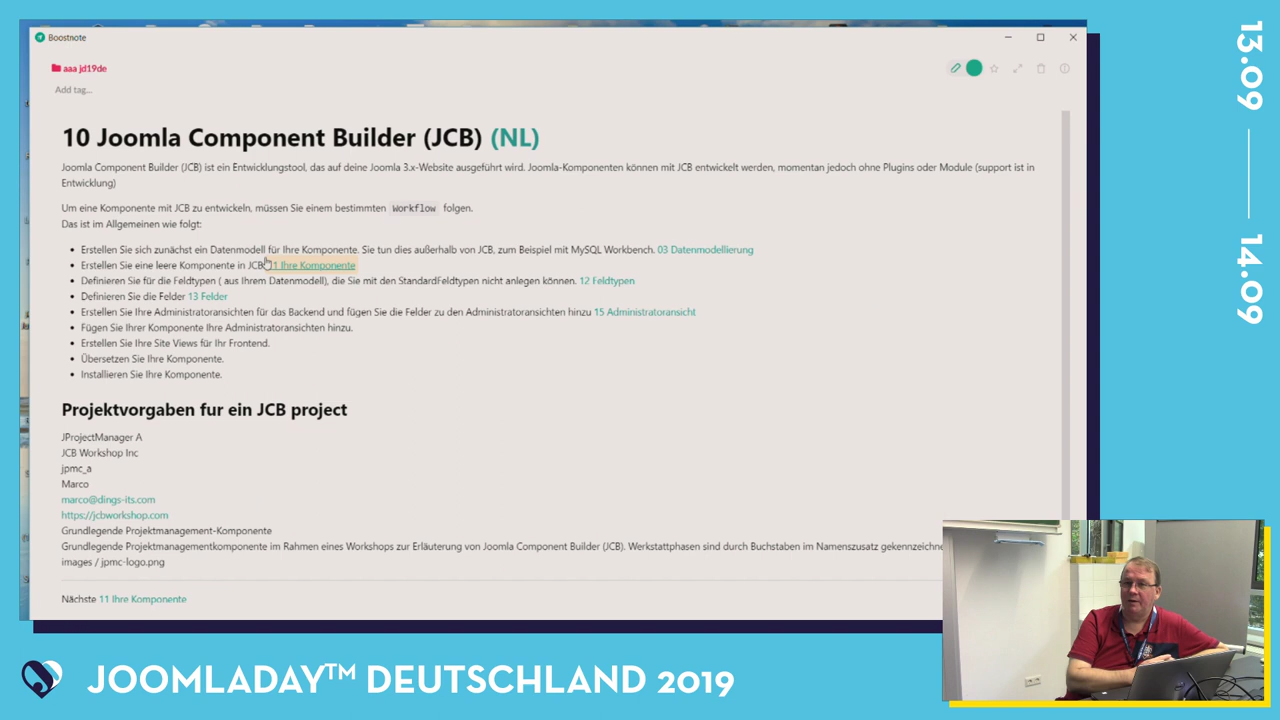 Boostnote
aaa jd19de
Add tag...
10 Joomla Component Builder (JCB) (NL)
Joomla Component Builder (JCB) ist ein Entwicklungstool, das auf deine Joomla 3.x-Website ausgeführt wird. Joomla-Komponenten können mit JCB entwickelt werden, momentan jedoch ohne Plugins oder Module (support ist in
Entwicklung)
Um eine Komponente mit JCB zu entwickeln, müssen Sie einem bestimmten Workflow folgen.
Das ist im Allgemeinen wie folgt:
• Erstellen Sie sich zunächst ein Datenmodell für Ihre Komponente. Sie tun dies außerhalb von JCB, zum Beispiel mit MySQL Workbench. 03 Datenmodellierung
• Erstellen Sie eine leere Komponente in JCB 11 Ihre Komponente
• Definieren Sie für die Feldtypen ( aus Ihrem Datenmodell), die Sie mit den StandardFeldtypen nicht anlegen können. 12 Feldtypen
• Definieren Sie die Felder 13 Felder
• Erstellen Sie Ihre Administratoransichten für das Backend und fügen Sie die Felder zu den Administratoransichten hinzu 15 Administratoransicht
• Fügen Sie Ihrer Komponente Ihre Administratoransichten hinzu.
• Erstellen Sie Ihre Site Views für Ihr Frontend.
• Übersetzen Sie Ihre Komponente.
• Installieren Sie Ihre Komponente.
Projektvorgaben fur ein JCB project
JProjectManager A
JCB Workshop Inc
jpmc_a
Marco
marco@dings-its.com
https://jcbworkshop.com
Grundlegende Projektmanagement-Komponente
Grundlegende Projektmanagementkomponente im Rahmen eines Workshops zur Erläuterung von Joomla Component Builder (JCB). Werkstattphasen sind durch Buchstaben im Namenszusatz gekennzeichne
images / jpmc-logo.png
Nächste 11 Ihre Komponente
13.09
14.09
JOOMLADAY™ DEUTSCHLAND 2019